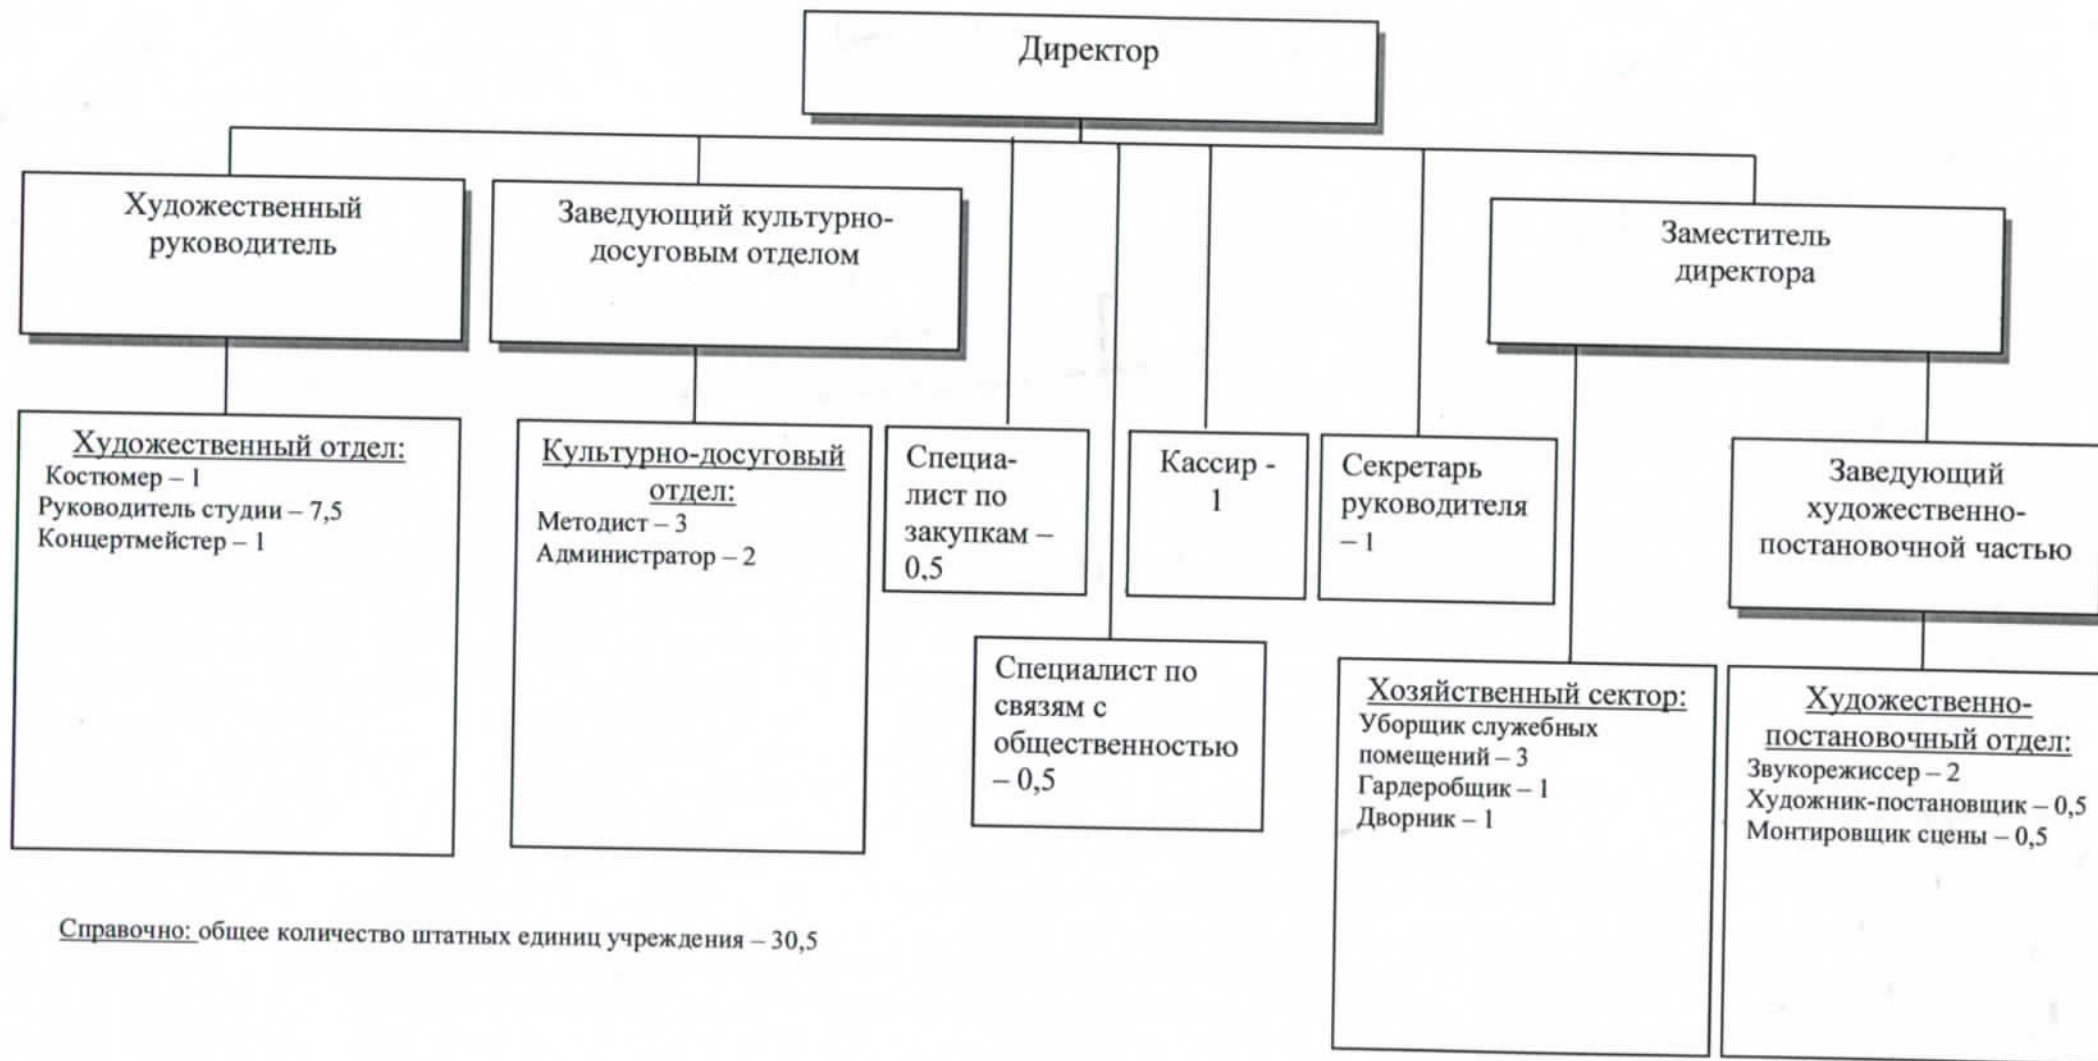 Директор
Художественный
руководитель
Заведующий культурно-
досуговым отделом
Заместитель
директора
Художественный отдел:
Костюмер – 1
Руководитель студии – 7,5
Концертмейстер – 1
Культурно-досуговый
отдел:
Методист – 3
Администратор – 2
Специа-
лист по
закупкам –
0,5
Кассир -
1
Секретарь
руководителя
– 1
Заведующий
художественно-
постановочной частью
Специалист по
связям с
общественностью
– 0,5
Хозяйственный сектор:
Уборщик служебных
помещений – 3
Гардеробщик – 1
Дворник – 1
Художественно-
постановочный отдел:
Звукорежиссер – 2
Художник-постановщик – 0,5
Монтировщик сцены – 0,5
Справочно: общее количество штатных единиц учреждения – 30,5